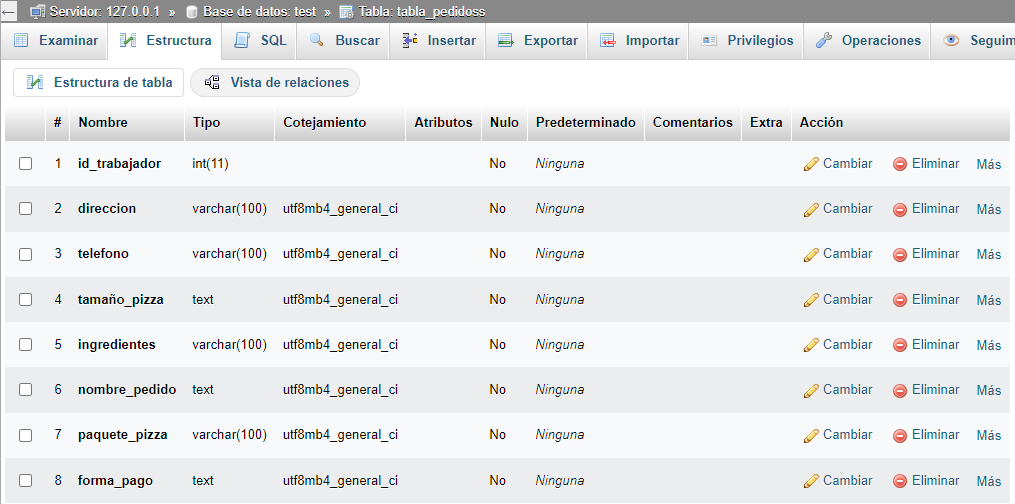 ← Servidor: 127.0.0.1 » Base de datos: test » Tabla: tabla_pedidoss
Examinar Estructura SQL Buscar Insertar Exportar Importar Privilegios Operaciones Seguim
Estructura de tabla Vista de relaciones
# Nombre Tipo Cotejamiento Atributos Nulo Predeterminado Comentarios Extra Acción
1 id_trabajador int(11) No Ninguna Cambiar Eliminar Más
2 direccion varchar(100) utf8mb4_general_ci No Ninguna Cambiar Eliminar Más
3 telefono varchar(100) utf8mb4_general_ci No Ninguna Cambiar Eliminar Más
4 tamaño_pizza text utf8mb4_general_ci No Ninguna Cambiar Eliminar Más
5 ingredientes varchar(100) utf8mb4_general_ci No Ninguna Cambiar Eliminar Más
6 nombre_pedido text utf8mb4_general_ci No Ninguna Cambiar Eliminar Más
7 paquete_pizza varchar(100) utf8mb4_general_ci No Ninguna Cambiar Eliminar Más
8 forma_pago text utf8mb4_general_ci No Ninguna Cambiar Eliminar Más